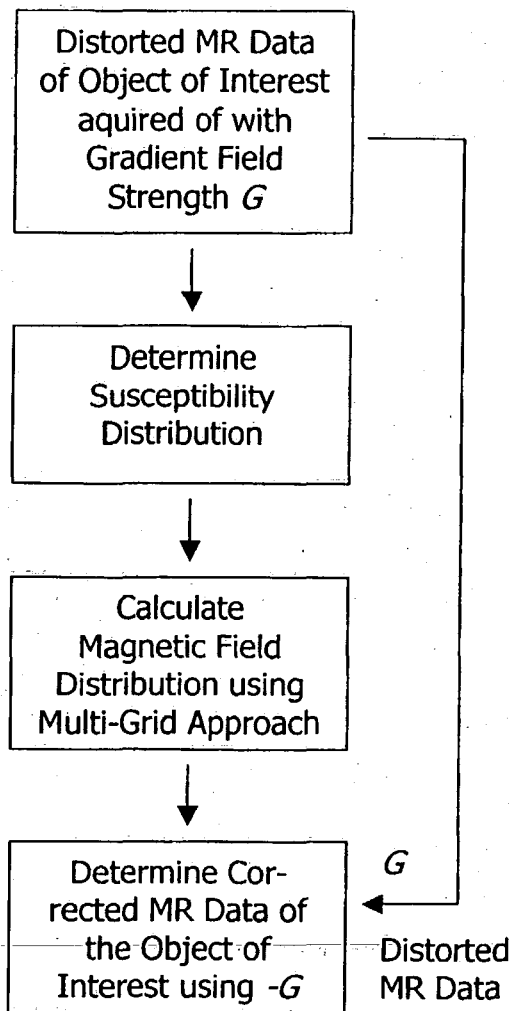 Distorted MR Data
of Object of Interest
aquired of with
Gradient Field
Strength G
Determine
Susceptibility
Distribution
Calculate
Magnetic Field
Distribution using
Multi-Grid Approach
Determine Cor-
rected MR Data of
the Object of
Interest using -G
G
Distorted
MR Data